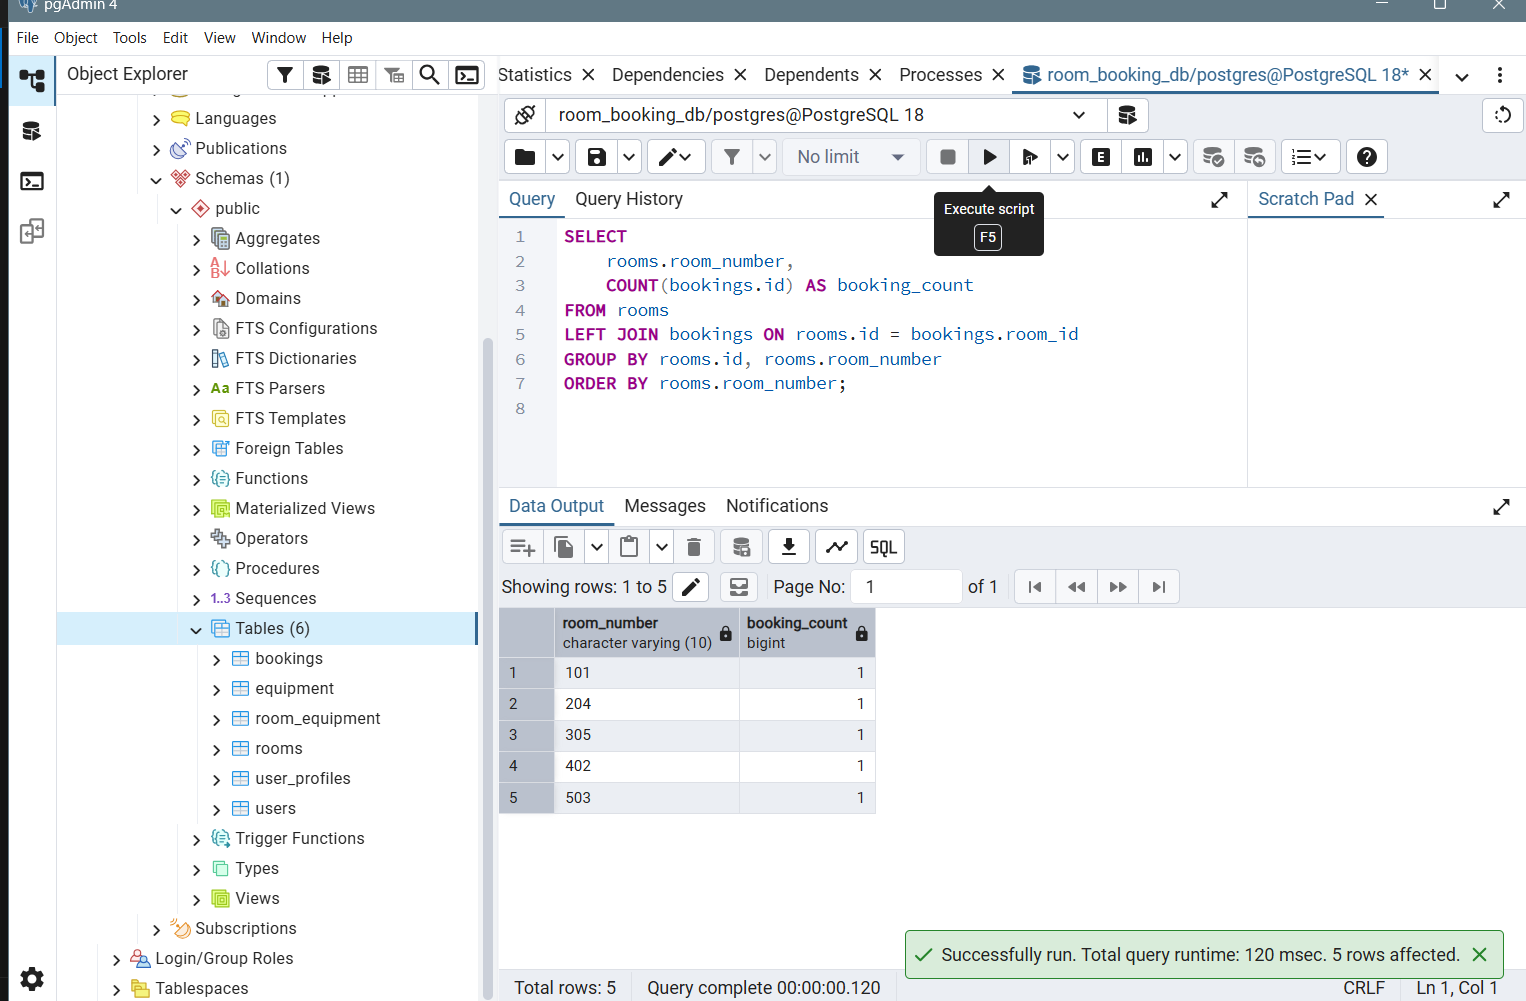 pgAdmin 4
File Object Tools Edit View Window Help
Object Explorer
Statistics Dependencies Dependents Processes room_booking_db/postgres@PostgreSQL 18*
room_booking_db/postgres@PostgreSQL 18
No limit
E
Execute script
F5
Query Query History
Scratch Pad
1 SELECT
2 rooms.room_number,
3 COUNT(bookings.id) AS booking_count
4 FROM rooms
5 LEFT JOIN bookings ON rooms.id = bookings.room_id
6 GROUP BY rooms.id, rooms.room_number
7 ORDER BY rooms.room_number;
8
Languages
Publications
Schemas (1)
public
Aggregates
Collations
Domains
FTS Configurations
FTS Dictionaries
Aa FTS Parsers
FTS Templates
Foreign Tables
Functions
Materialized Views
Operators
Procedures
1..3 Sequences
Tables (6)
bookings
equipment
room_equipment
rooms
user_profiles
users
Trigger Functions
Types
Views
Subscriptions
Login/Group Roles
Tablespaces
Data Output Messages Notifications
SQL
Showing rows: 1 to 5 Page No: 1 of 1
room_number booking_count
character varying (10) bigint
1 101 1
2 204 1
3 305 1
4 402 1
5 503 1
Successfully run. Total query runtime: 120 msec. 5 rows affected.
Total rows: 5 Query complete 00:00:00.120 CRLF Ln 1, Col 1